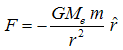 F = − GMₑ m / r² r̂